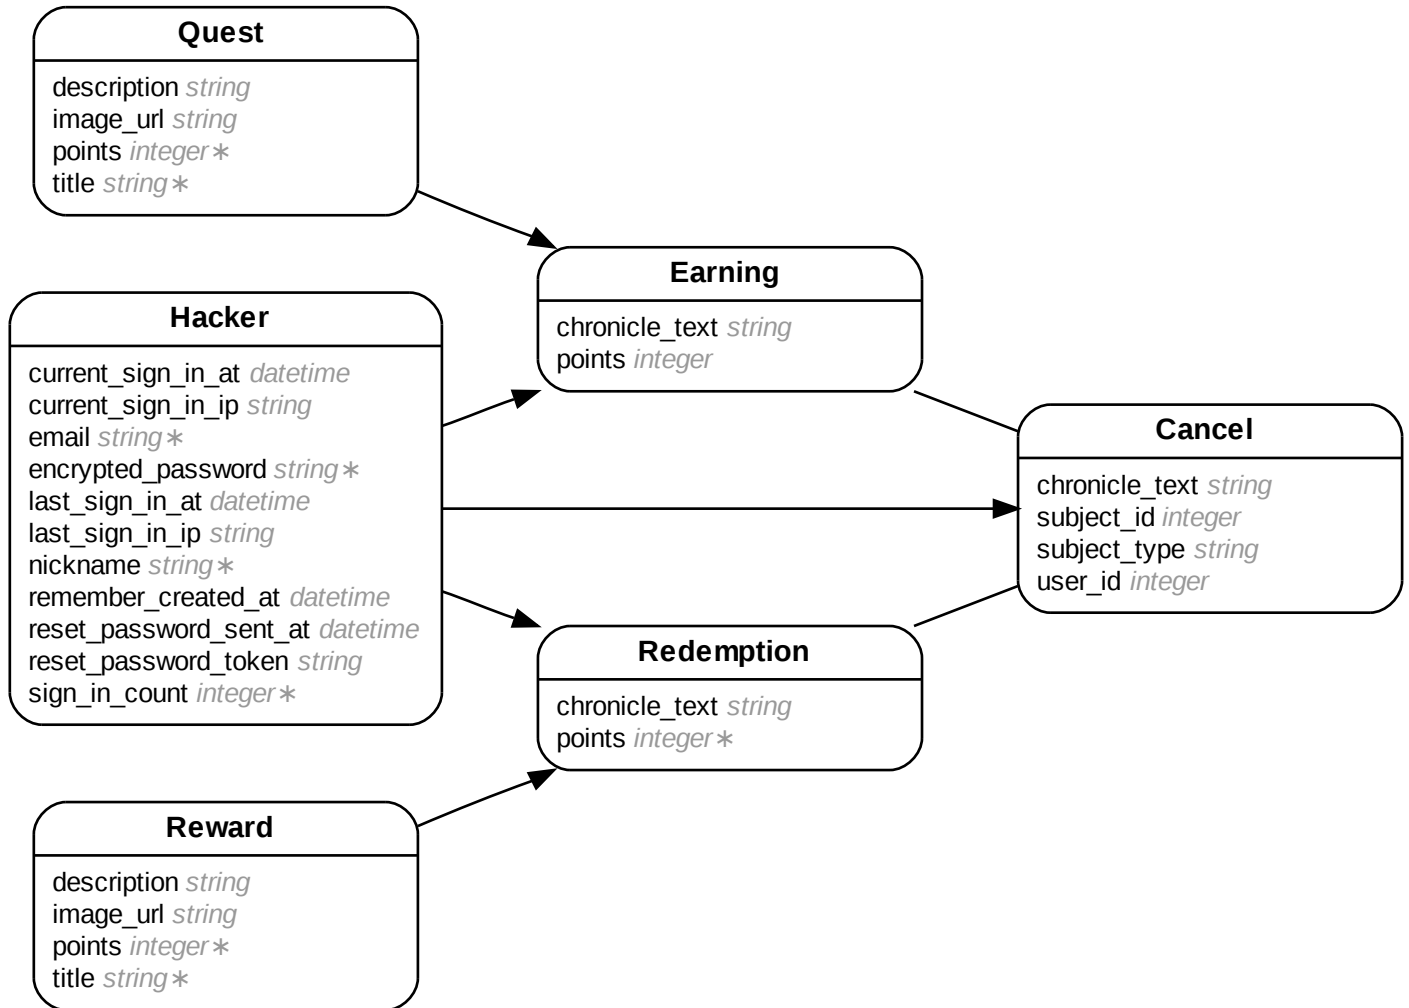 Quest
description string
image_url string
points integer∗
title string∗
Hacker
current_sign_in_at datetime
current_sign_in_ip string
email string∗
encrypted_password string∗
last_sign_in_at datetime
last_sign_in_ip string
nickname string∗
remember_created_at datetime
reset_password_sent_at datetime
reset_password_token string
sign_in_count integer∗
Reward
description string
image_url string
points integer∗
title string∗
Earning
chronicle_text string
points integer
Redemption
chronicle_text string
points integer∗
Cancel
chronicle_text string
subject_id integer
subject_type string
user_id integer